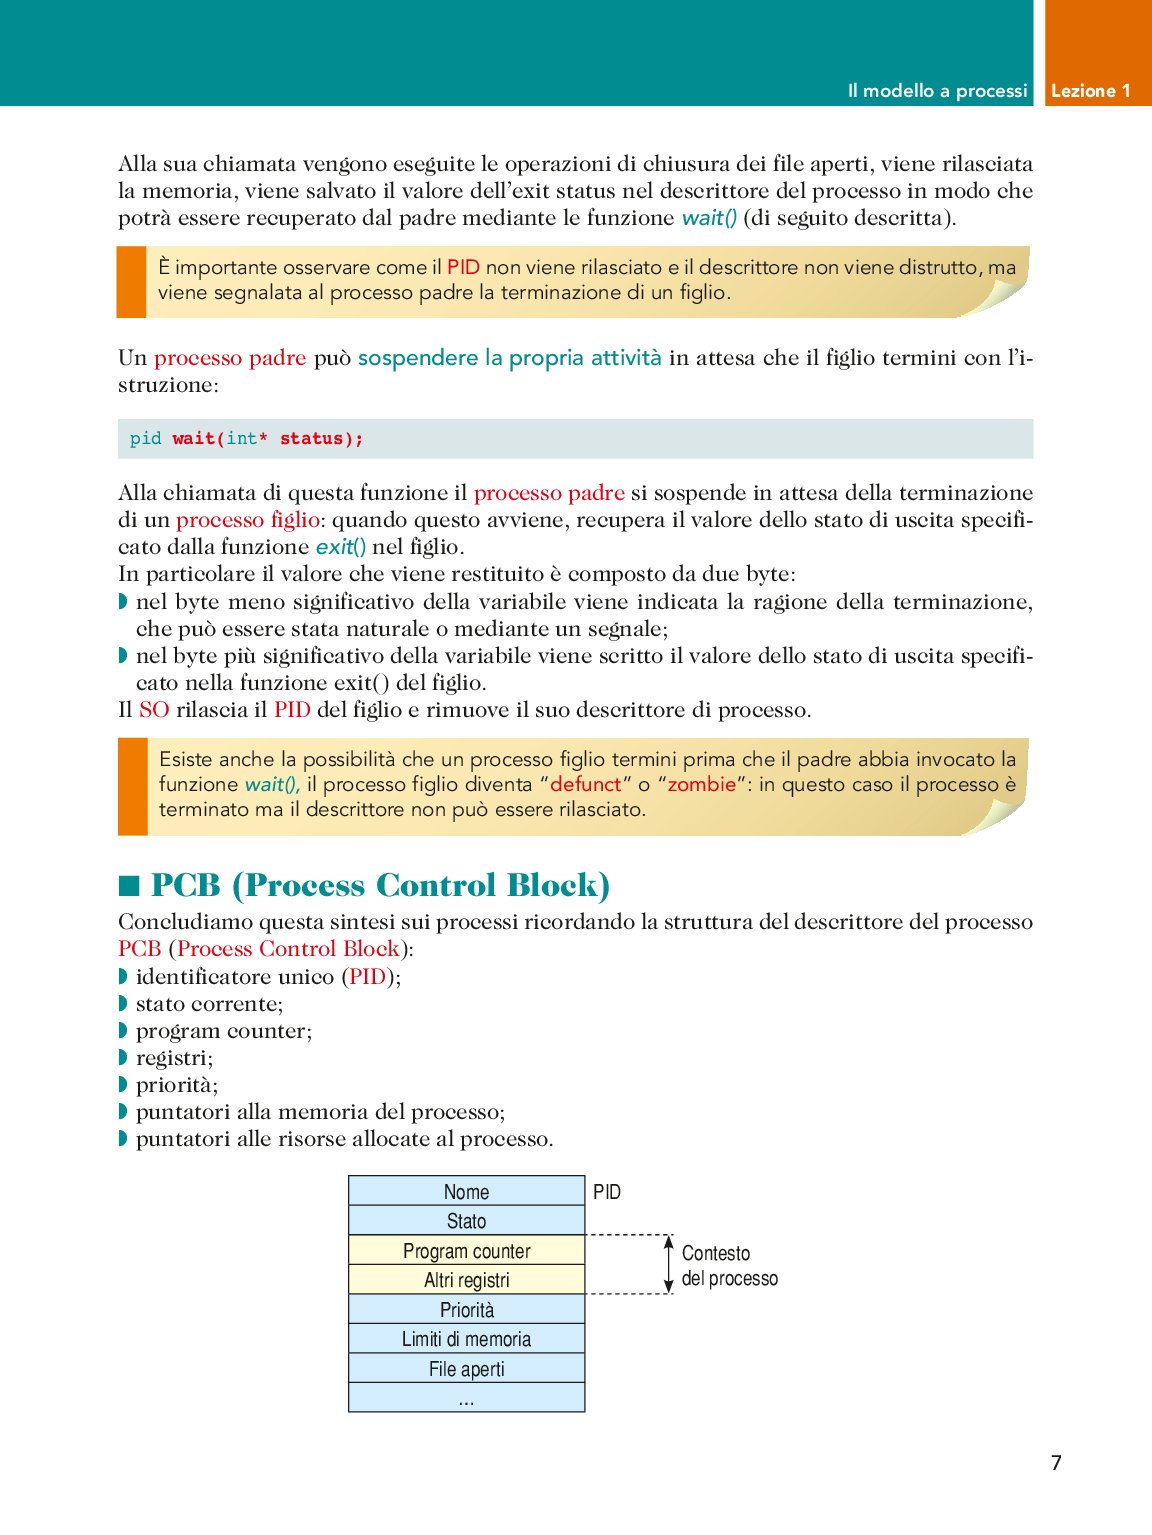 Il modello a processi Lezione 1
Alla sua chiamata vengono eseguite le operazioni di chiusura dei file aperti, viene rilasciata
la memoria, viene salvato il valore dell’exit status nel descrittore del processo in modo che
potrà essere recuperato dal padre mediante le funzione wait() (di seguito descritta).
È importante osservare come il PID non viene rilasciato e il descrittore non viene distrutto, ma
viene segnalata al processo padre la terminazione di un figlio.
Un processo padre può sospendere la propria attività in attesa che il figlio termini con l’i-
struzione:
pid wait(int* status);
Alla chiamata di questa funzione il processo padre si sospende in attesa della terminazione
di un processo figlio: quando questo avviene, recupera il valore dello stato di uscita specifi-
cato dalla funzione exit() nel figlio.
In particolare il valore che viene restituito è composto da due byte:
◗ nel byte meno significativo della variabile viene indicata la ragione della terminazione,
che può essere stata naturale o mediante un segnale;
◗ nel byte più significativo della variabile viene scritto il valore dello stato di uscita specifi-
cato nella funzione exit() del figlio.
Il SO rilascia il PID del figlio e rimuove il suo descrittore di processo.
Esiste anche la possibilità che un processo figlio termini prima che il padre abbia invocato la
funzione wait(), il processo figlio diventa “defunct” o “zombie”: in questo caso il processo è
terminato ma il descrittore non può essere rilasciato.
■ PCB (Process Control Block)
Concludiamo questa sintesi sui processi ricordando la struttura del descrittore del processo
PCB (Process Control Block):
◗ identificatore unico (PID);
◗ stato corrente;
◗ program counter;
◗ registri;
◗ priorità;
◗ puntatori alla memoria del processo;
◗ puntatori alle risorse allocate al processo.
Nome PID
Stato
Program counter
Altri registri
Contesto
del processo
Priorità
Limiti di memoria
File aperti
...
7